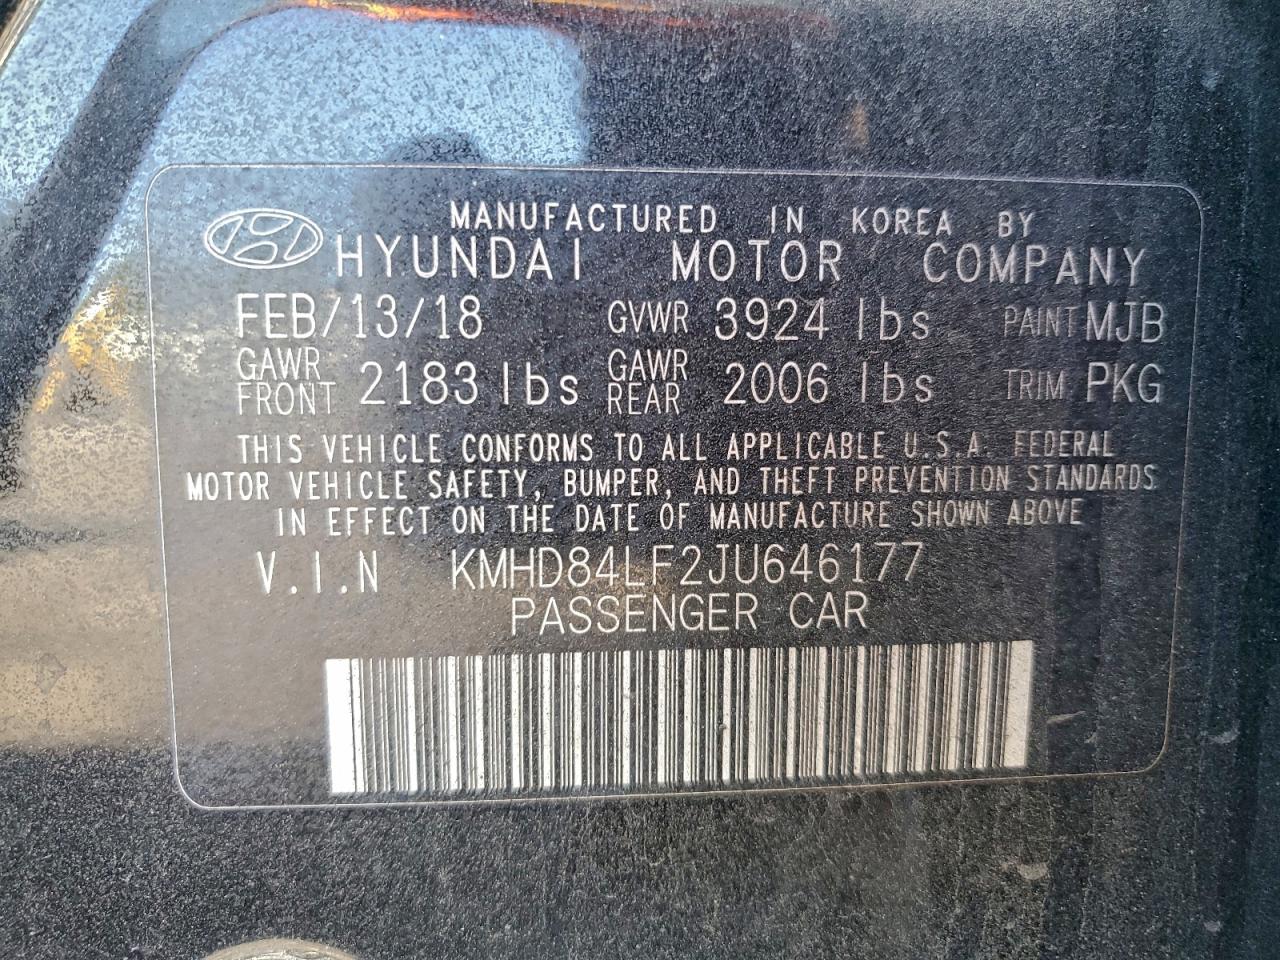 MANUFACTURED IN KOREA BY
HYUNDAI MOTOR COMPANY
FEB/13/18 GVWR 3924 lbs PAINT MJB
GAWR FRONT 2183 lbs GAWR REAR 2006 lbs TRIM PKG
THIS VEHICLE CONFORMS TO ALL APPLICABLE U.S.A. FEDERAL
MOTOR VEHICLE SAFETY, BUMPER, AND THEFT PREVENTION STANDARDS
IN EFFECT ON THE DATE OF MANUFACTURE SHOWN ABOVE
V.I.N KMHD84LF2JU646177
PASSENGER CAR